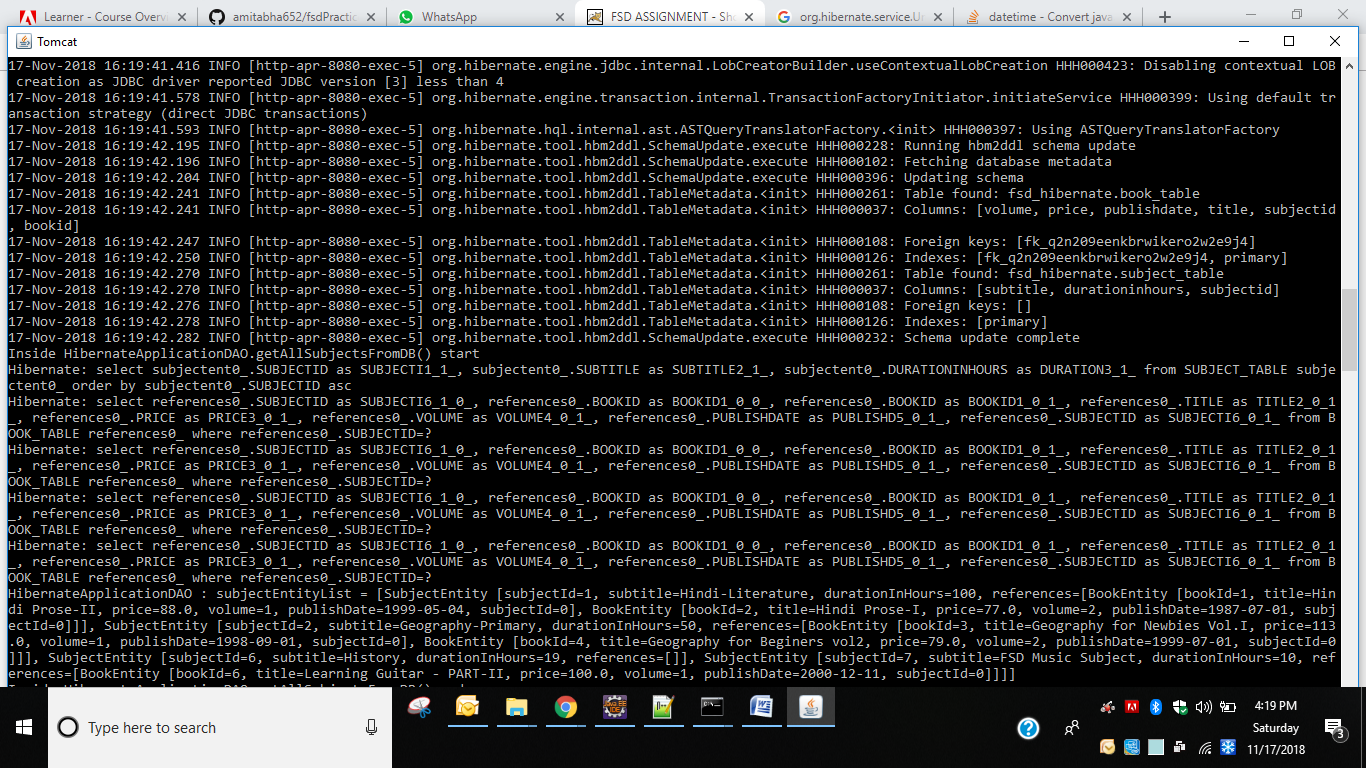 Learner - Course Overv
amitabha652/fsdPractic
WhatsApp
FSD ASSIGNMENT - Sho
org.hibernate.service.Un
datetime - Convert java
Tomcat
17-Nov-2018 16:19:41.416 INFO [http-apr-8080-exec-5] org.hibernate.engine.jdbc.internal.LobCreatorBuilder.useContextualLobCreation HHH000423: Disabling contextual LOB
 creation as JDBC driver reported JDBC version [3] less than 4
17-Nov-2018 16:19:41.578 INFO [http-apr-8080-exec-5] org.hibernate.engine.transaction.internal.TransactionFactoryInitiator.initiateService HHH000399: Using default tr
ansaction strategy (direct JDBC transactions)
17-Nov-2018 16:19:41.593 INFO [http-apr-8080-exec-5] org.hibernate.hql.internal.ast.ASTQueryTranslatorFactory.<init> HHH000397: Using ASTQueryTranslatorFactory
17-Nov-2018 16:19:42.195 INFO [http-apr-8080-exec-5] org.hibernate.tool.hbm2ddl.SchemaUpdate.execute HHH000228: Running hbm2ddl schema update
17-Nov-2018 16:19:42.196 INFO [http-apr-8080-exec-5] org.hibernate.tool.hbm2ddl.SchemaUpdate.execute HHH000102: Fetching database metadata
17-Nov-2018 16:19:42.204 INFO [http-apr-8080-exec-5] org.hibernate.tool.hbm2ddl.SchemaUpdate.execute HHH000396: Updating schema
17-Nov-2018 16:19:42.241 INFO [http-apr-8080-exec-5] org.hibernate.tool.hbm2ddl.TableMetadata.<init> HHH000261: Table found: fsd_hibernate.book_table
17-Nov-2018 16:19:42.241 INFO [http-apr-8080-exec-5] org.hibernate.tool.hbm2ddl.TableMetadata.<init> HHH000037: Columns: [volume, price, publishdate, title, subjectid
, bookid]
17-Nov-2018 16:19:42.247 INFO [http-apr-8080-exec-5] org.hibernate.tool.hbm2ddl.TableMetadata.<init> HHH000108: Foreign keys: [fk_q2n209eenkbrwikero2w2e9j4]
17-Nov-2018 16:19:42.250 INFO [http-apr-8080-exec-5] org.hibernate.tool.hbm2ddl.TableMetadata.<init> HHH000126: Indexes: [fk_q2n209eenkbrwikero2w2e9j4, primary]
17-Nov-2018 16:19:42.270 INFO [http-apr-8080-exec-5] org.hibernate.tool.hbm2ddl.TableMetadata.<init> HHH000261: Table found: fsd_hibernate.subject_table
17-Nov-2018 16:19:42.270 INFO [http-apr-8080-exec-5] org.hibernate.tool.hbm2ddl.TableMetadata.<init> HHH000037: Columns: [subtitle, durationinhours, subjectid]
17-Nov-2018 16:19:42.276 INFO [http-apr-8080-exec-5] org.hibernate.tool.hbm2ddl.TableMetadata.<init> HHH000108: Foreign keys: []
17-Nov-2018 16:19:42.278 INFO [http-apr-8080-exec-5] org.hibernate.tool.hbm2ddl.TableMetadata.<init> HHH000126: Indexes: [primary]
17-Nov-2018 16:19:42.282 INFO [http-apr-8080-exec-5] org.hibernate.tool.hbm2ddl.SchemaUpdate.execute HHH000232: Schema update complete
Inside HibernateApplicationDAO.getAllSubjectsFromDB() start
Hibernate: select subjectent0_.SUBJECTID as SUBJECTI1_1_, subjectent0_.SUBTITLE as SUBTITLE2_1_, subjectent0_.DURATIONINHOURS as DURATION3_1_ from SUBJECT_TABLE subje
ctent0_ order by subjectent0_.SUBJECTID asc
Hibernate: select references0_.SUBJECTID as SUBJECTI6_1_0_, references0_.BOOKID as BOOKID1_0_0_, references0_.BOOKID as BOOKID1_0_1_, references0_.TITLE as TITLE2_0_1
_, references0_.PRICE as PRICE3_0_1_, references0_.VOLUME as VOLUME4_0_1_, references0_.PUBLISHDATE as PUBLISHD5_0_1_, references0_.SUBJECTID as SUBJECTI6_0_1_ from B
OOK_TABLE references0_ where references0_.SUBJECTID=?
Hibernate: select references0_.SUBJECTID as SUBJECTI6_1_0_, references0_.BOOKID as BOOKID1_0_0_, references0_.BOOKID as BOOKID1_0_1_, references0_.TITLE as TITLE2_0_1
_, references0_.PRICE as PRICE3_0_1_, references0_.VOLUME as VOLUME4_0_1_, references0_.PUBLISHDATE as PUBLISHD5_0_1_, references0_.SUBJECTID as SUBJECTI6_0_1_ from B
OOK_TABLE references0_ where references0_.SUBJECTID=?
Hibernate: select references0_.SUBJECTID as SUBJECTI6_1_0_, references0_.BOOKID as BOOKID1_0_0_, references0_.BOOKID as BOOKID1_0_1_, references0_.TITLE as TITLE2_0_1
_, references0_.PRICE as PRICE3_0_1_, references0_.VOLUME as VOLUME4_0_1_, references0_.PUBLISHDATE as PUBLISHD5_0_1_, references0_.SUBJECTID as SUBJECTI6_0_1_ from B
OOK_TABLE references0_ where references0_.SUBJECTID=?
Hibernate: select references0_.SUBJECTID as SUBJECTI6_1_0_, references0_.BOOKID as BOOKID1_0_0_, references0_.BOOKID as BOOKID1_0_1_, references0_.TITLE as TITLE2_0_1
_, references0_.PRICE as PRICE3_0_1_, references0_.VOLUME as VOLUME4_0_1_, references0_.PUBLISHDATE as PUBLISHD5_0_1_, references0_.SUBJECTID as SUBJECTI6_0_1_ from B
OOK_TABLE references0_ where references0_.SUBJECTID=?
HibernateApplicationDAO : subjectEntityList = [SubjectEntity [subjectId=1, subtitle=Hindi-Literature, durationInHours=100, references=[BookEntity [bookId=1, title=Hin
di Prose-II, price=88.0, volume=1, publishDate=1999-05-04, subjectId=0], BookEntity [bookId=2, title=Hindi Prose-I, price=77.0, volume=2, publishDate=1987-07-01, subj
ectId=0]]], SubjectEntity [subjectId=2, subtitle=Geography-Primary, durationInHours=50, references=[BookEntity [bookId=3, title=Geography for Newbies Vol.I, price=113
.0, volume=1, publishDate=1998-09-01, subjectId=0], BookEntity [bookId=4, title=Geography for Beginers vol2, price=79.0, volume=2, publishDate=1999-07-01, subjectId=0
]]], SubjectEntity [subjectId=6, subtitle=History, durationInHours=19, references=[]], SubjectEntity [subjectId=7, subtitle=FSD Music Subject, durationInHours=10, ref
erences=[BookEntity [bookId=6, title=Learning Guitar - PART-II, price=100.0, volume=1, publishDate=2000-12-11, subjectId=0]]]]
Type here to search
4:19 PM
Saturday
11/17/2018
3